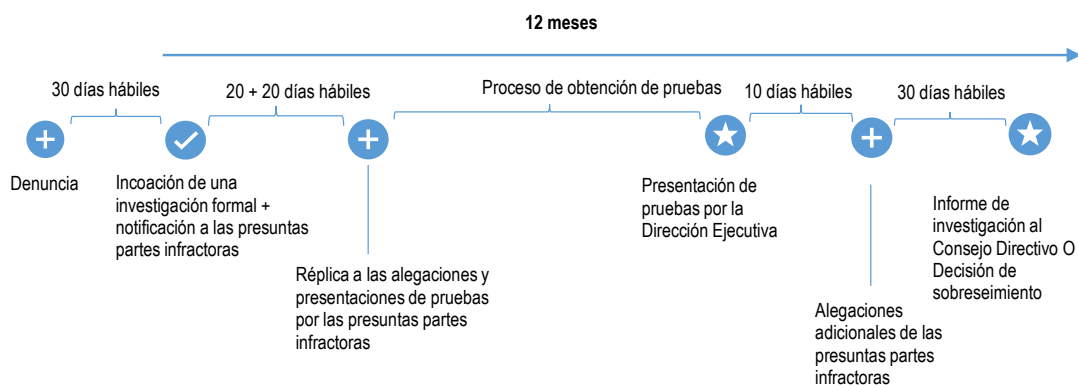 12 meses
30 días hábiles
20 + 20 días hábiles
Proceso de obtención de pruebas
10 días hábiles
30 días hábiles
Denuncia
Incoación de una
investigación formal +
notificación a las presuntas
partes infractoras
Réplica a las alegaciones y
presentaciones de pruebas
por las presuntas partes
infractoras
Presentación de
pruebas por la
Dirección Ejecutiva
Alegaciones
adicionales de las
presuntas partes
infractoras
Informe de
investigación al
Consejo Directivo O
Decisión de
sobreseimiento